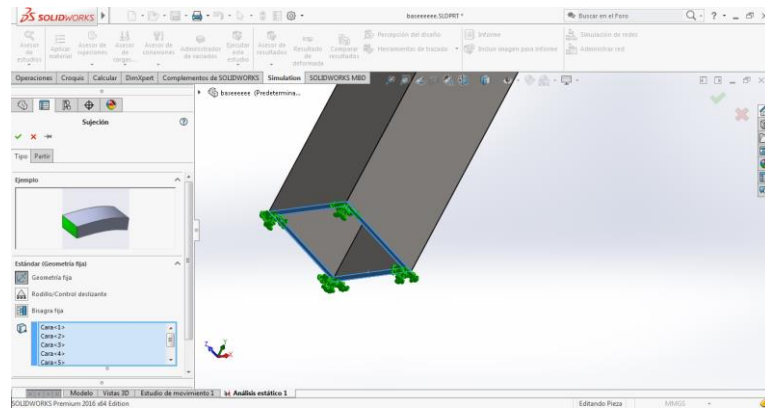 SOLIDWORKS
baseeeeee.SLDPRT *
Buscar en el Foro
Asesor de estudios
Aplicar material
Asesor de sujeciones
Asesor de cargas...
Asesor de conexiones
Administrador de vaciados
Ejecutar este estudio
Asesor de resultados
Imp. Resultado de deformada
Comparar resultados
Percepción del diseño
Herramientas de trazado
Informe
Incluir imagen para informe
Simulación de redes
Administrar red
Operaciones
Croquis
Calcular
DimXpert
Complementos de SOLIDWORKS
Simulation
SOLIDWORKS MBD
baseeeeee (Predetermina...
Sujeción
Tipo
Partir
Ejemplo
Estándar (Geometría fija)
Geometría fija
Rodillo/Control deslizante
Bisagra fija
Cara<1>
Cara<2>
Cara<3>
Cara<4>
Cara<5>
Z
Y
X
Modelo
Vistas 3D
Estudio de movimiento 1
Análisis estático 1
SOLIDWORKS Premium 2016 x64 Edition
Editando Pieza
MMGS